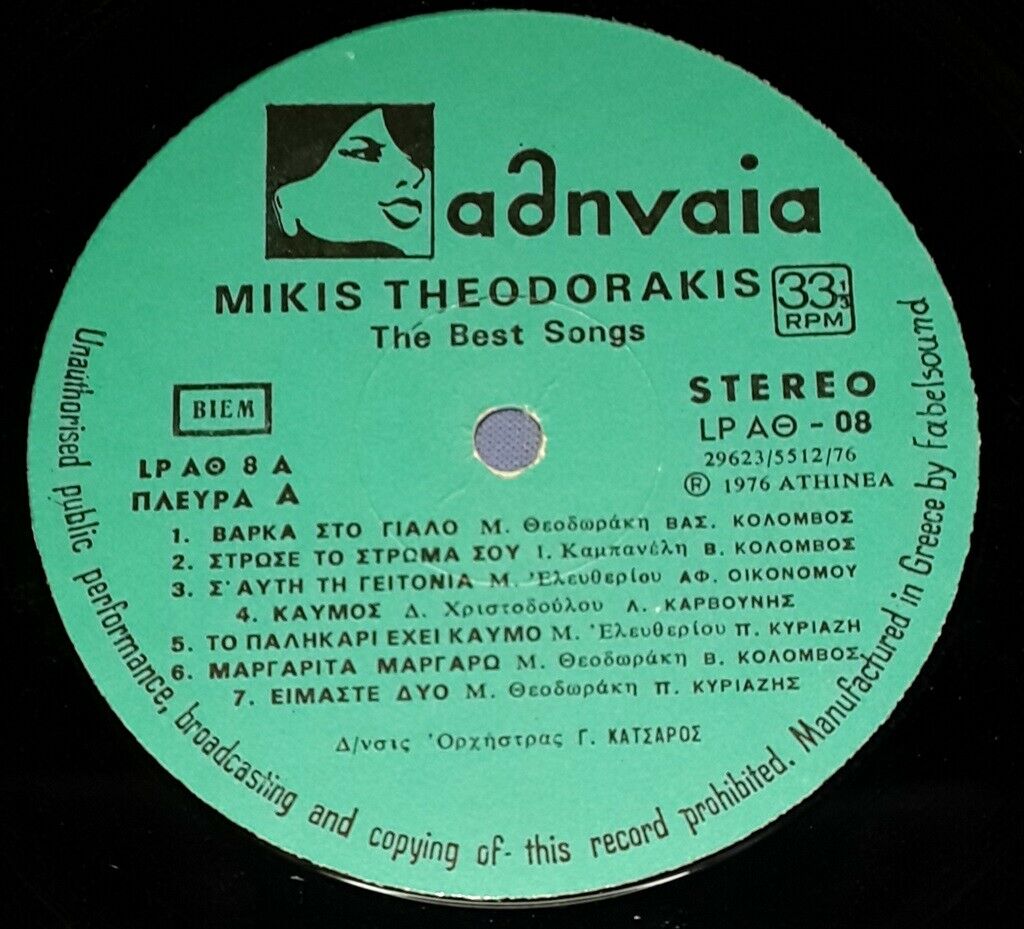 αθηναία
MIKIS THEODORAKIS
The Best Songs
33 1/3
RPM
BIEM
STEREO
LP ΑΘ - 08
29623/5512/76
Ⓟ 1976 ATHINEA
LP ΑΘ 8 Α
ΠΛΕΥΡΑ Α
1. ΒΑΡΚΑ ΣΤΟ ΓΙΑΛΟ Μ. Θεοδωράκη ΒΑΣ. ΚΟΛΟΜΒΟΣ
2. ΣΤΡΩΣΕ ΤΟ ΣΤΡΩΜΑ ΣΟΥ Ι. Καμπανέλη Β. ΚΟΛΟΜΒΟΣ
3. Σ' ΑΥΤΗ ΤΗ ΓΕΙΤΟΝΙΑ Μ. Ἐλευθερίου ΑΦ. ΟΙΚΟΝΟΜΟΥ
4. ΚΑΥΜΟΣ Δ. Χριστοδούλου Λ. ΚΑΡΒΟΥΝΗΣ
5. ΤΟ ΠΑΛΗΚΑΡΙ ΕΧΕΙ ΚΑΥΜΟ Μ. Ἐλευθερίου Π. ΚΥΡΙΑΖΗ
6. ΜΑΡΓΑΡΙΤΑ ΜΑΡΓΑΡΩ Μ. Θεοδωράκη Β. ΚΟΛΟΜΒΟΣ
7. ΕΙΜΑΣΤΕ ΔΥΟ Μ. Θεοδωράκη Π. ΚΥΡΙΑΖΗΣ
Δ/νσις Ὀρχήστρας Γ. ΚΑΤΣΑΡΟΣ
Unauthorised public performance, broadcasting and copying of- this record prohibited. Manufactured in Greece by fabelsound